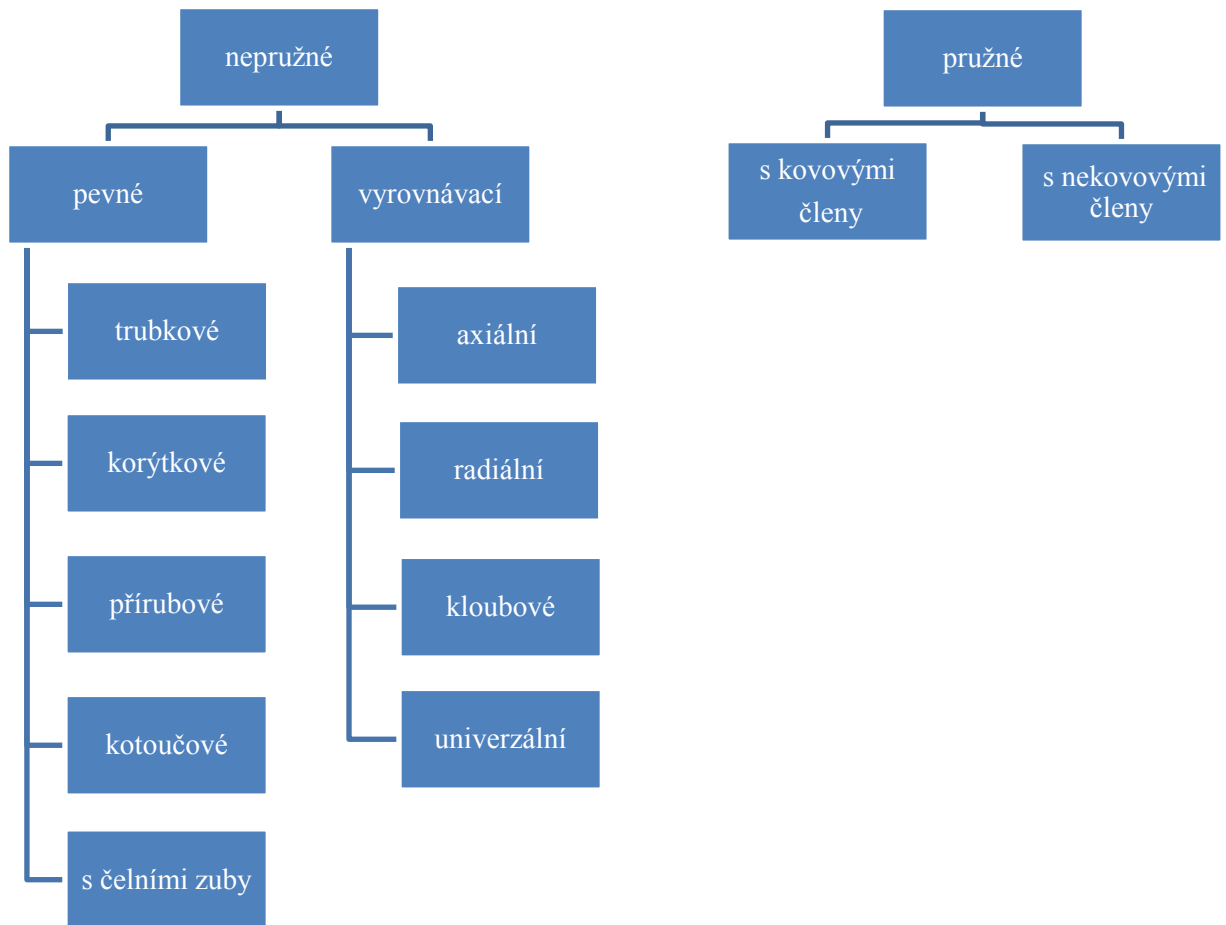 nepružné
pružné
pevné
vyrovnávací
s kovovými
členy
s nekovovými
členy
trubkové
axiální
korýtkové
radiální
přírubové
kloubové
kotoučové
univerzální
s čelními zuby